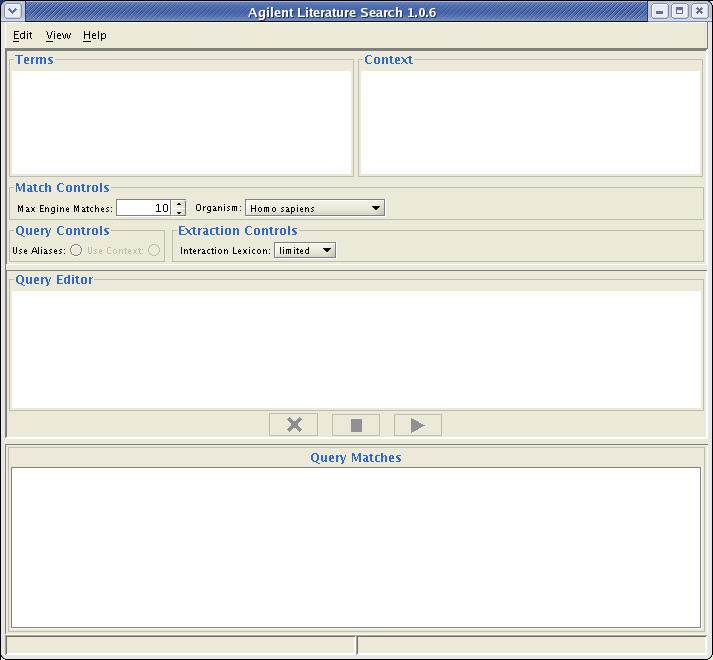 Agilent Literature Search 1.0.6
Edit View Help
Terms Context
Match Controls
Max Engine Matches: 10 Organism: Homo sapiens
Query Controls Extraction Controls
Use Aliases: Use Context: Interaction Lexicon: limited
Query Editor
Query Matches